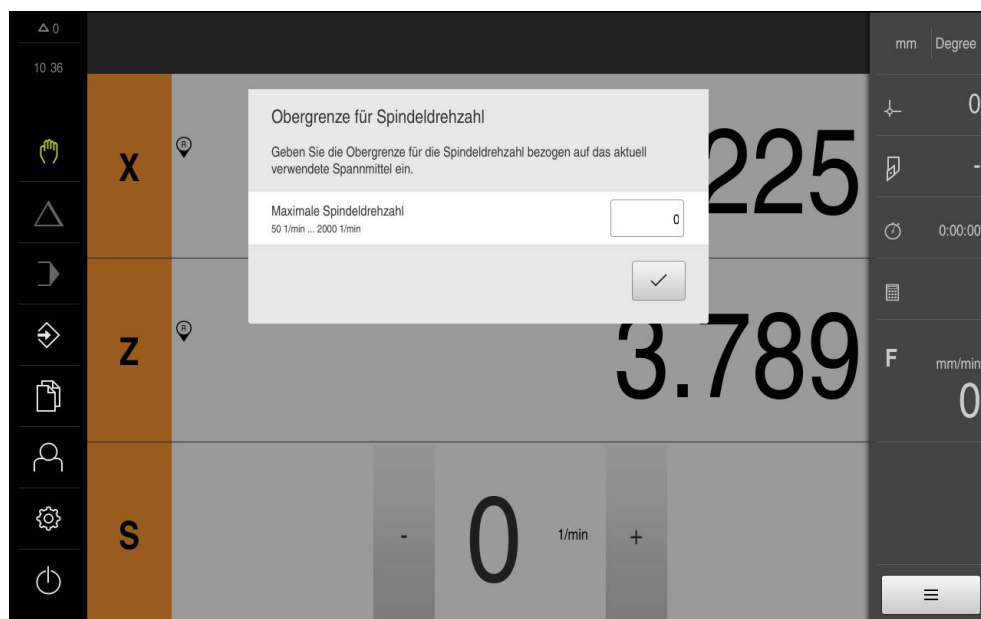 0
10 36
mm Degree
X
R
225
0
-
0:00:00
Obergrenze für Spindeldrehzahl
Geben Sie die Obergrenze für die Spindeldrehzahl bezogen auf das aktuell
verwendete Spannmittel ein.
Maximale Spindeldrehzahl
50 1/min ... 2000 1/min
0
Z
R
3.789
F
mm/min
0
S
-
0
1/min
+